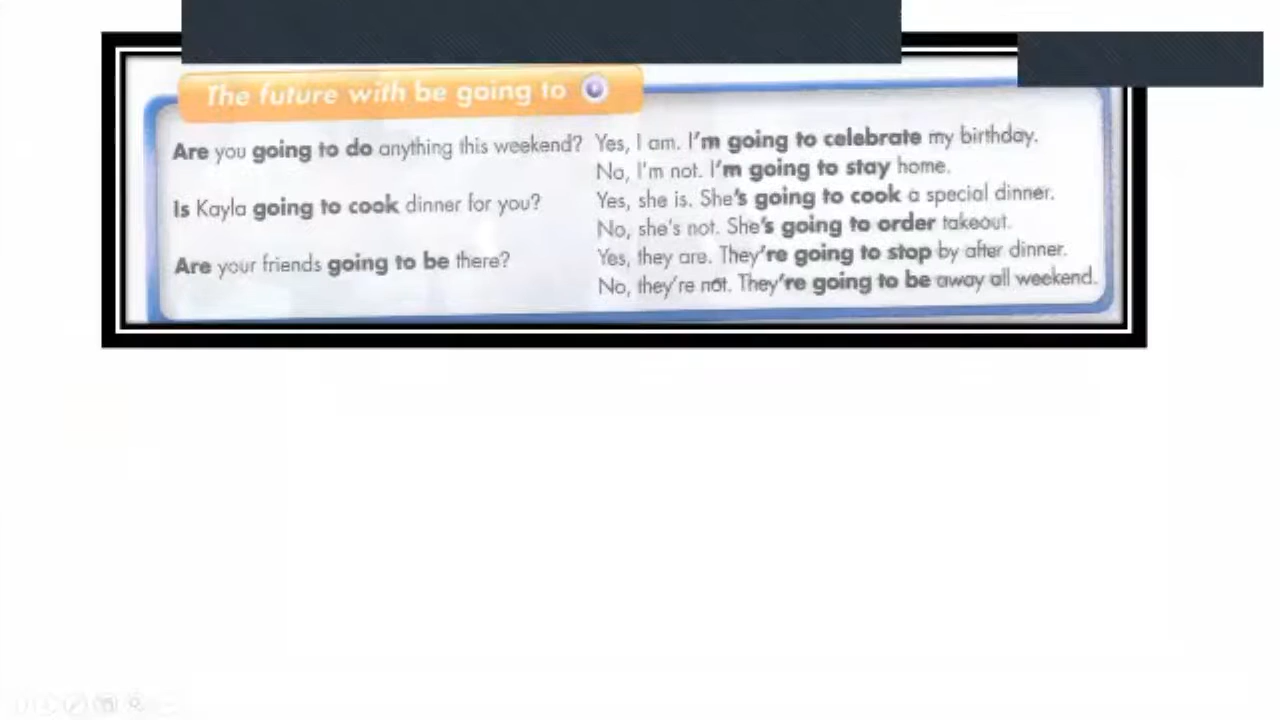 The future with be going to
Are you going to do anything this weekend? Yes, I am. I'm going to celebrate my birthday.
No, I'm not. I'm going to stay home.
Is Kayla going to cook dinner for you? Yes, she is. She's going to cook a special dinner.
No, she's not. She's going to order takeout.
Are your friends going to be there? Yes, they are. They're going to stop by after dinner.
No, they're not. They're going to be away all weekend.